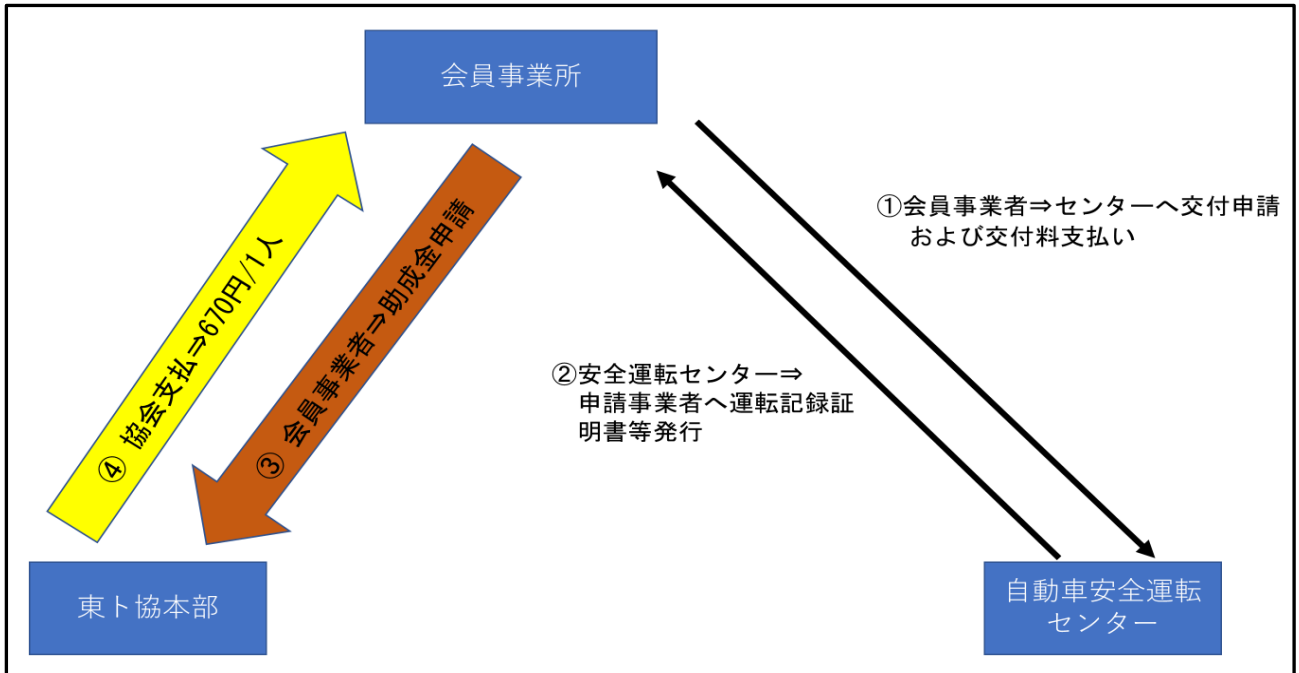 会員事業所
①会員事業者⇒センターへ交付申請
および交付料支払い
④ 協会支払⇒670円/1人
③ 会員事業者⇒助成金申請
②安全運転センター⇒
申請事業者へ運転記録証
明書等発行
東ト協本部
自動車安全運転
センター